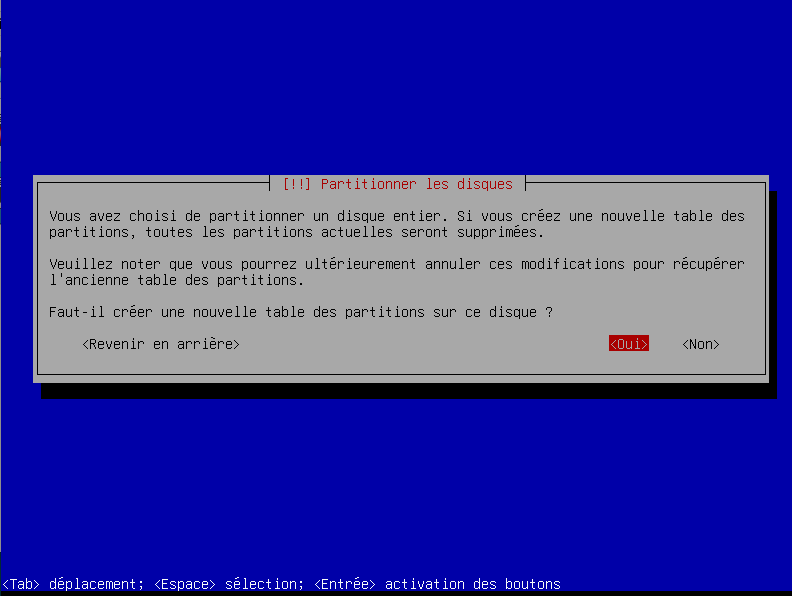 [!!] Partitionner les disques
Vous avez choisi de partitionner un disque entier. Si vous créez une nouvelle table des
partitions, toutes les partitions actuelles seront supprimées.
Veuillez noter que vous pourrez ultérieurement annuler ces modifications pour récupérer
l'ancienne table des partitions.
Faut-il créer une nouvelle table des partitions sur ce disque ?
<Revenir en arrière> <Oui> <Non>
<Tab> déplacement; <Espace> sélection; <Entrée> activation des boutons